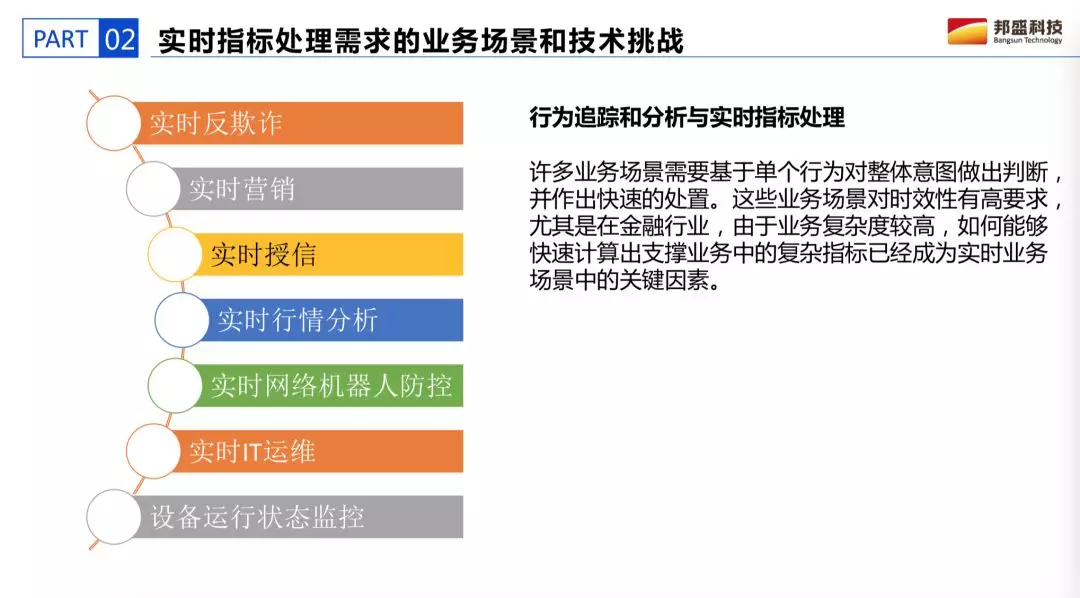 PART 02 实时指标处理需求的业务场景和技术挑战
邦盛科技
Bangsun Technology
实时反欺诈
实时营销
实时授信
实时行情分析
实时网络机器人防控
实时IT运维
设备运行状态监控
行为追踪和分析与实时指标处理
许多业务场景需要基于单个行为对整体意图做出判断，
并作出快速的处置。这些业务场景对时效性有高要求，
尤其是在金融行业，由于业务复杂度较高，如何能够
快速计算出支撑业务中的复杂指标已经成为实时业务
场景中的关键因素。